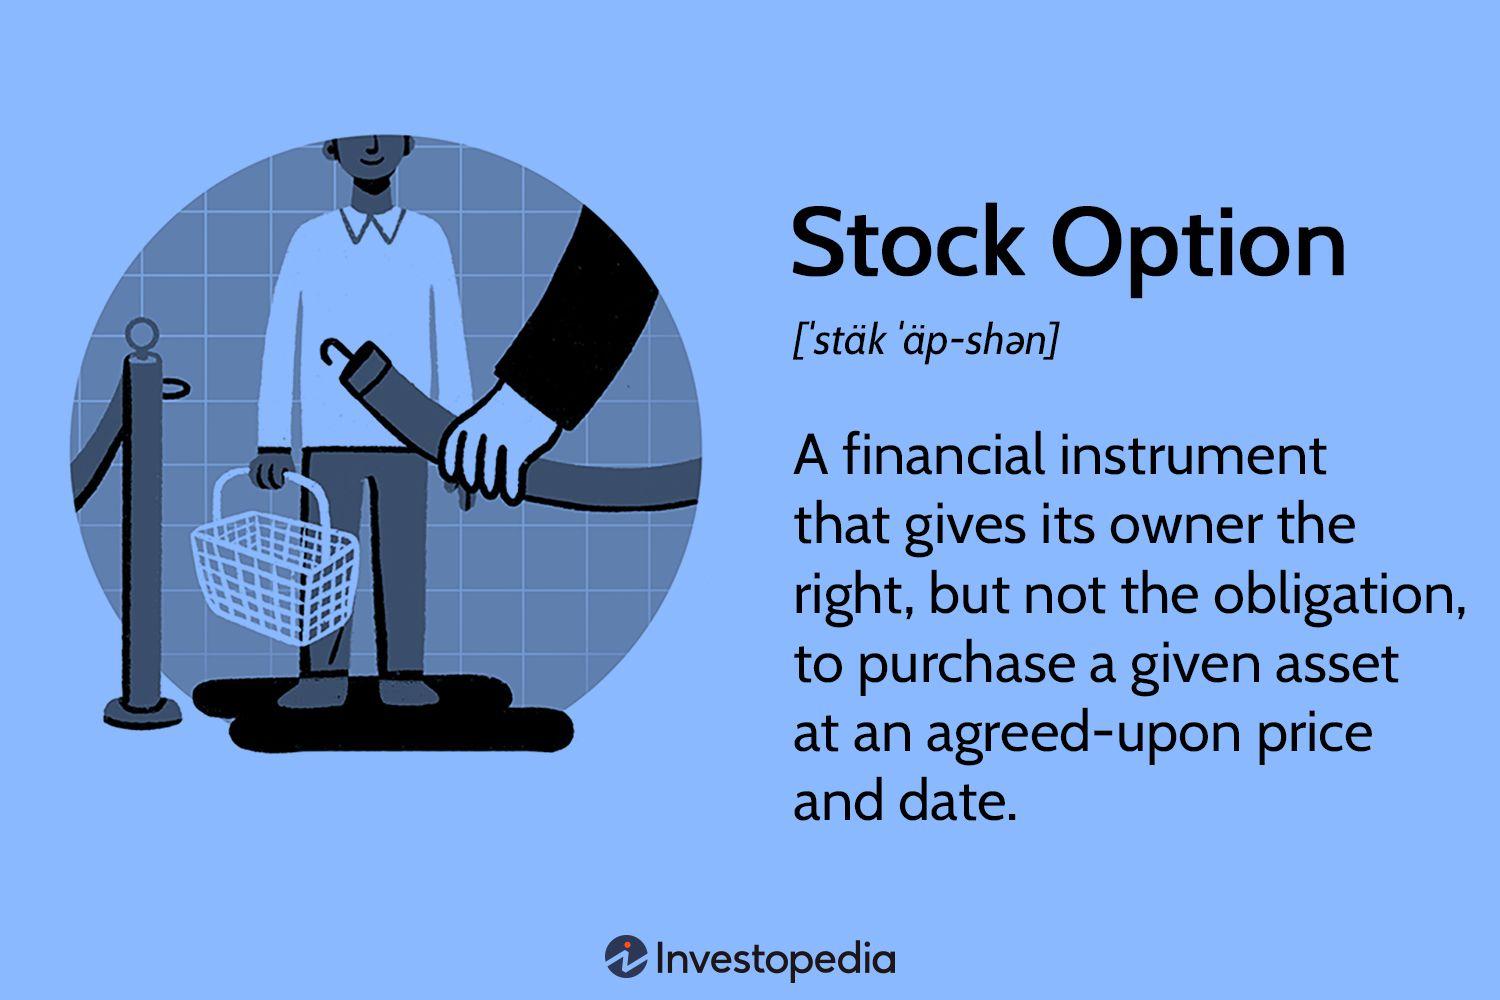 Stock Option
[ˈstäk ˈäp-shən]
A financial instrument
that gives its owner the
right, but not the obligation,
to purchase a given asset
at an agreed-upon price
and date.
Investopedia